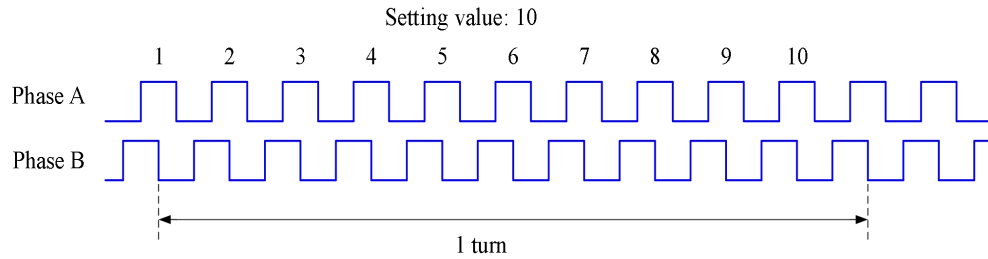 Setting value: 10
1 2 3 4 5 6 7 8 9 10
Phase A
Phase B
1 turn